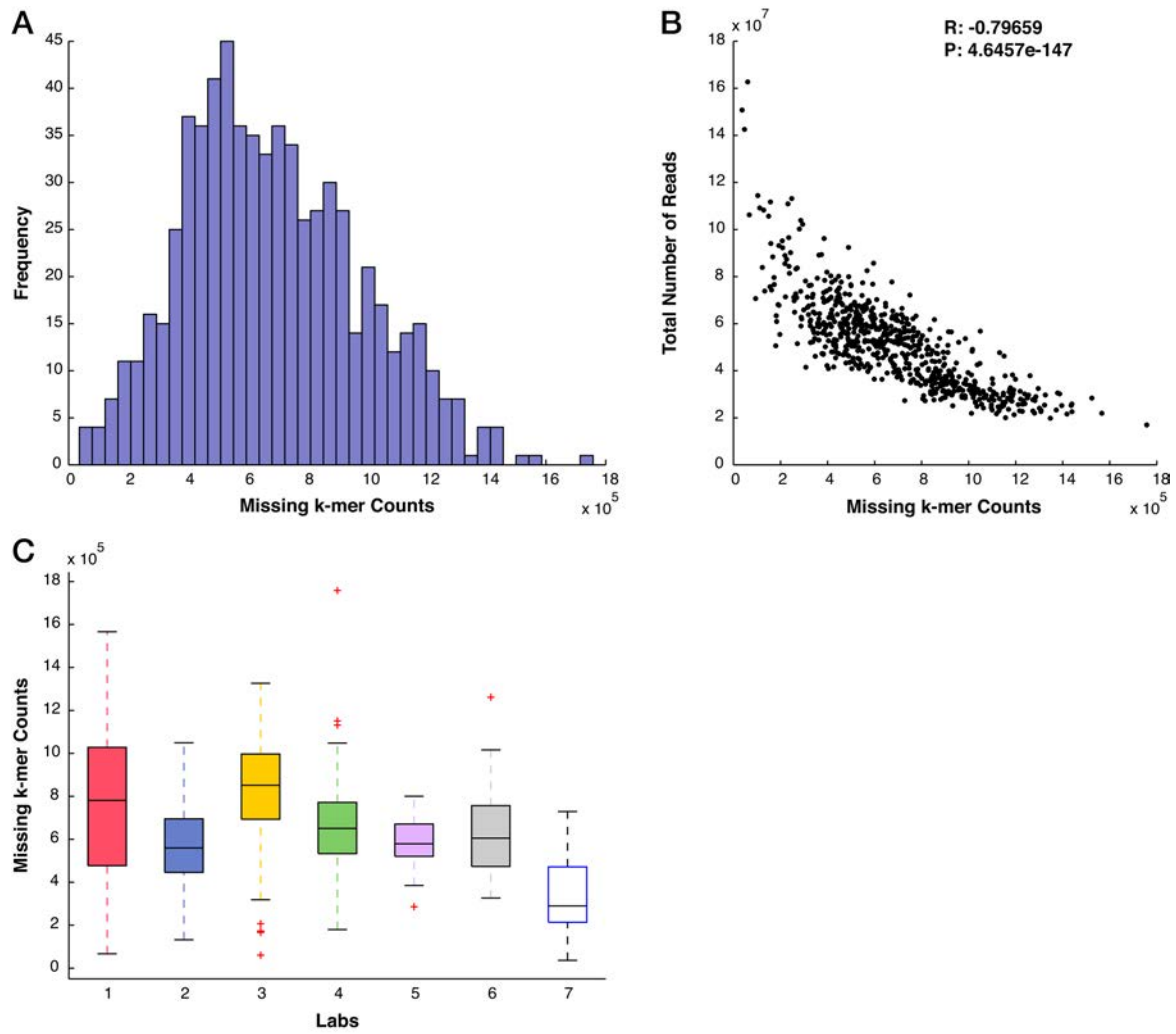 A
45
40
35
30
25
20
15
10
5
0
Frequency
0 2 4 6 8 10 12 14 16 18
Missing k-mer Counts x 10^5
B
x 10^7
R: -0.79659
P: 4.6457e-147
18
16
14
12
10
8
6
4
2
0
Total Number of Reads
0 2 4 6 8 10 12 14 16 18
Missing k-mer Counts x 10^5
C
x 10^5
18
16
14
12
10
8
6
4
2
0
Missing k-mer Counts
1 2 3 4 5 6 7
Labs